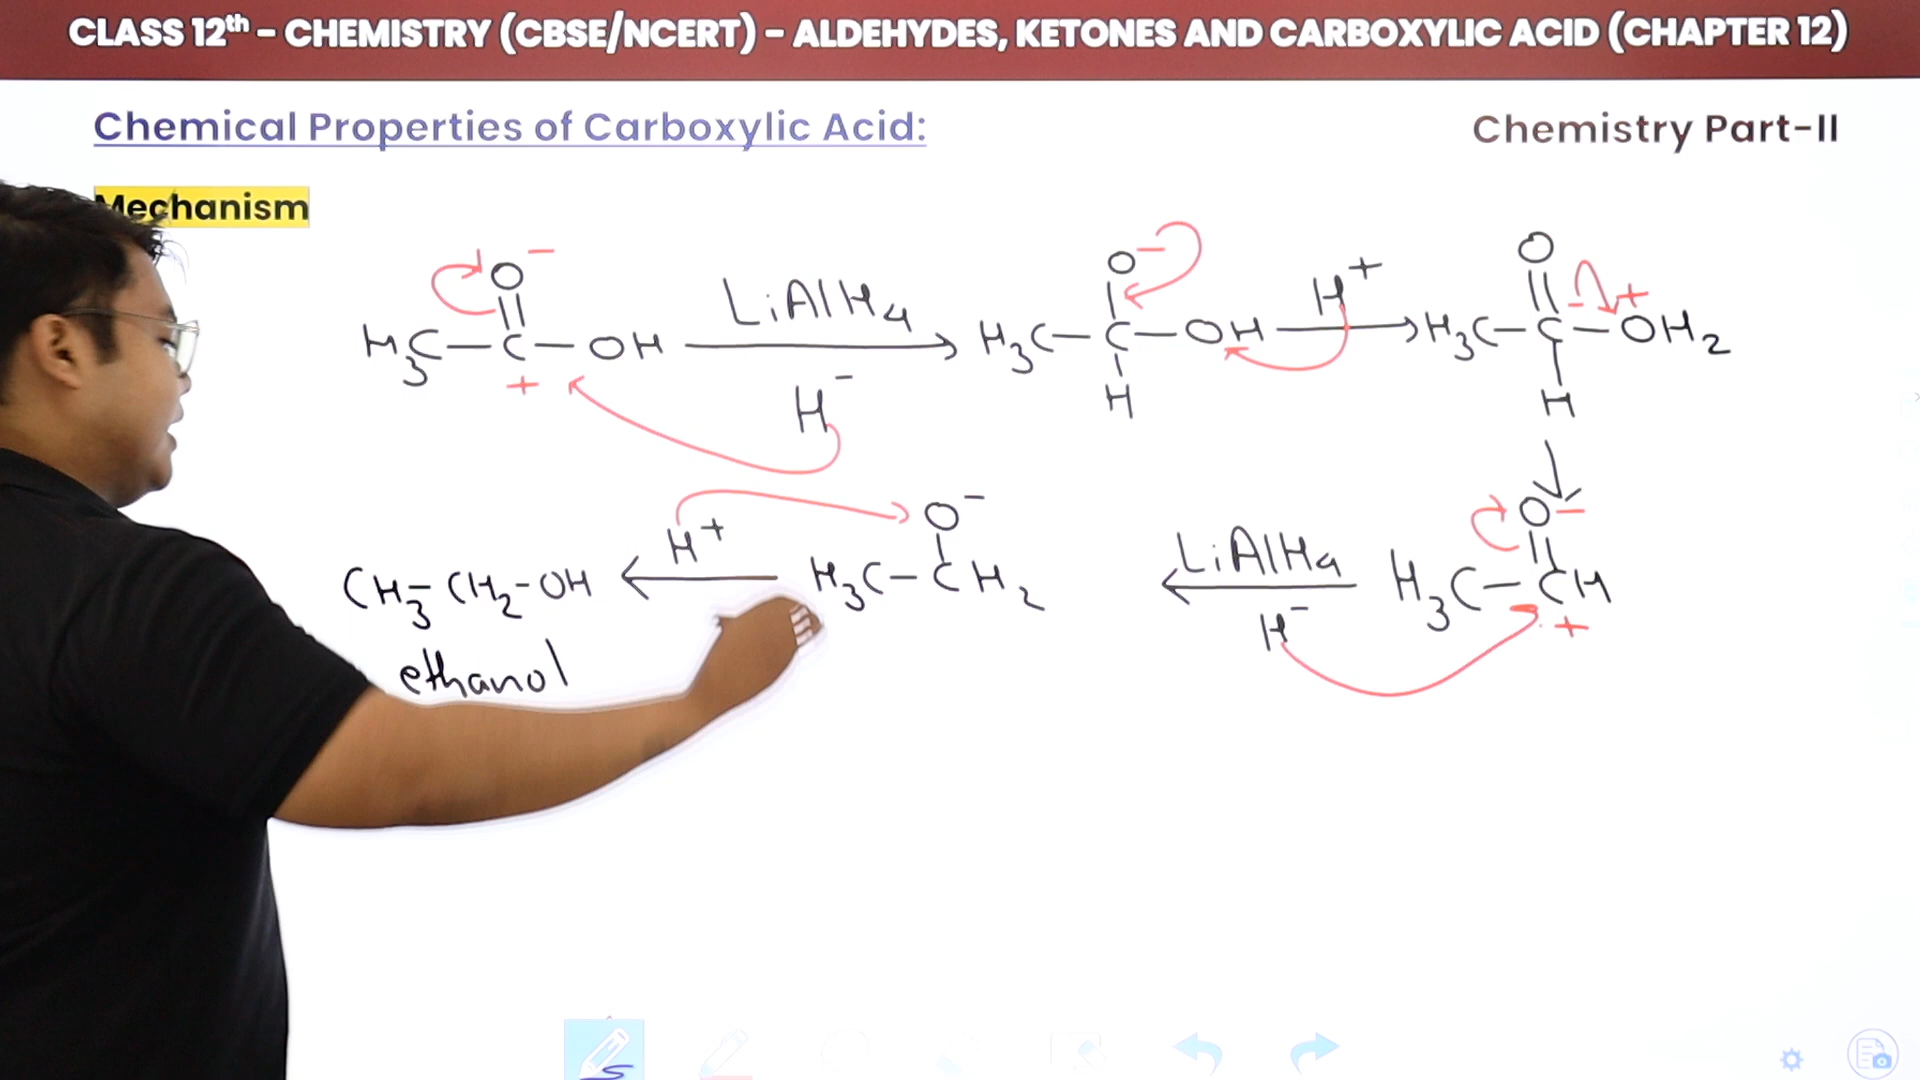 CLASS 12th – CHEMISTRY (CBSE/NCERT) – ALDEHYDES, KETONES AND CARBOXYLIC ACID (CHAPTER 12)
Chemical Properties of Carboxylic Acid:
Chemistry Part-II
Mechanism
O⁻
H₃C—C—OH
+
LiAlH₄
H⁻
O⁻
H₃C—C—OH
H
H⁺
O
H₃C—C—OH₂
+
H
O⁻
H₃C—CH
+
LiAlH₄
H⁻
O⁻
H₃C—CH₂
H⁺
CH₃-CH₂-OH
ethanol